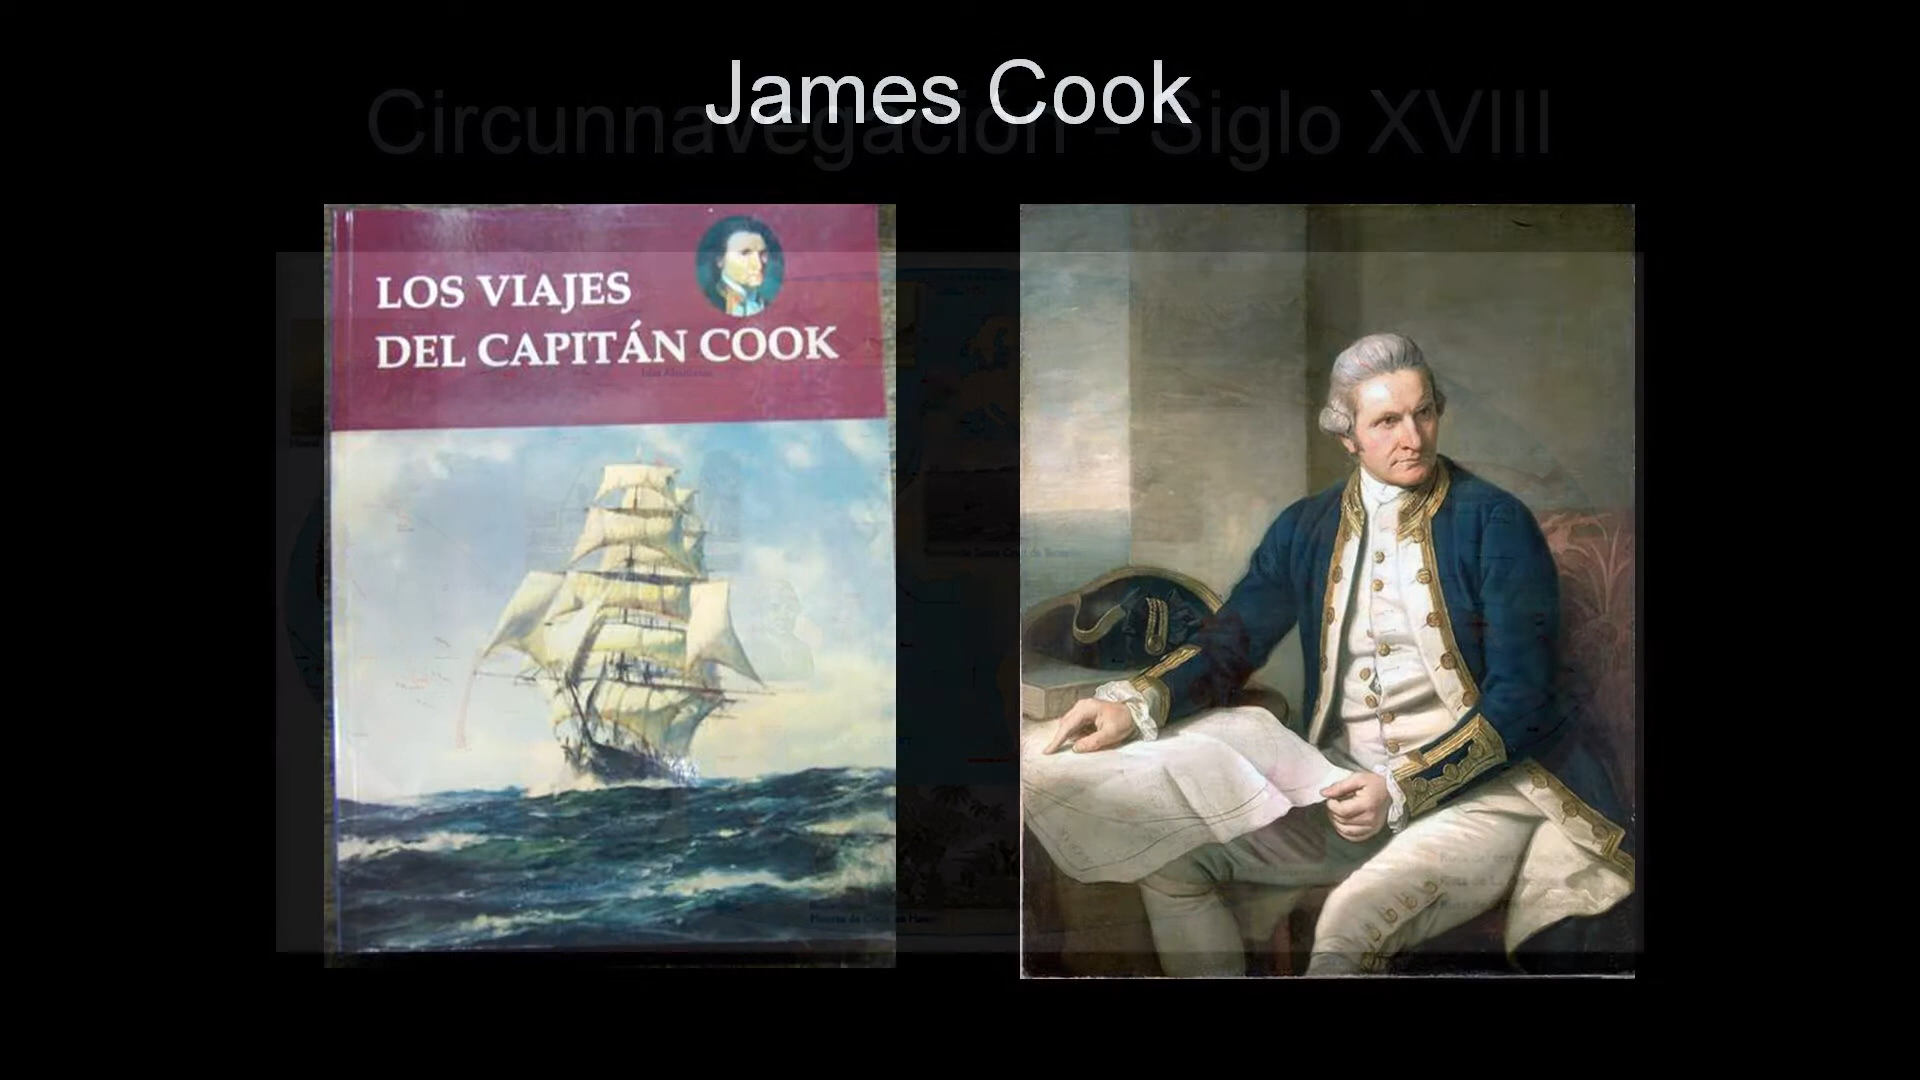 James Cook
Circunnavegación - Siglo XVIII
LOS VIAJES
DEL CAPITÁN COOK